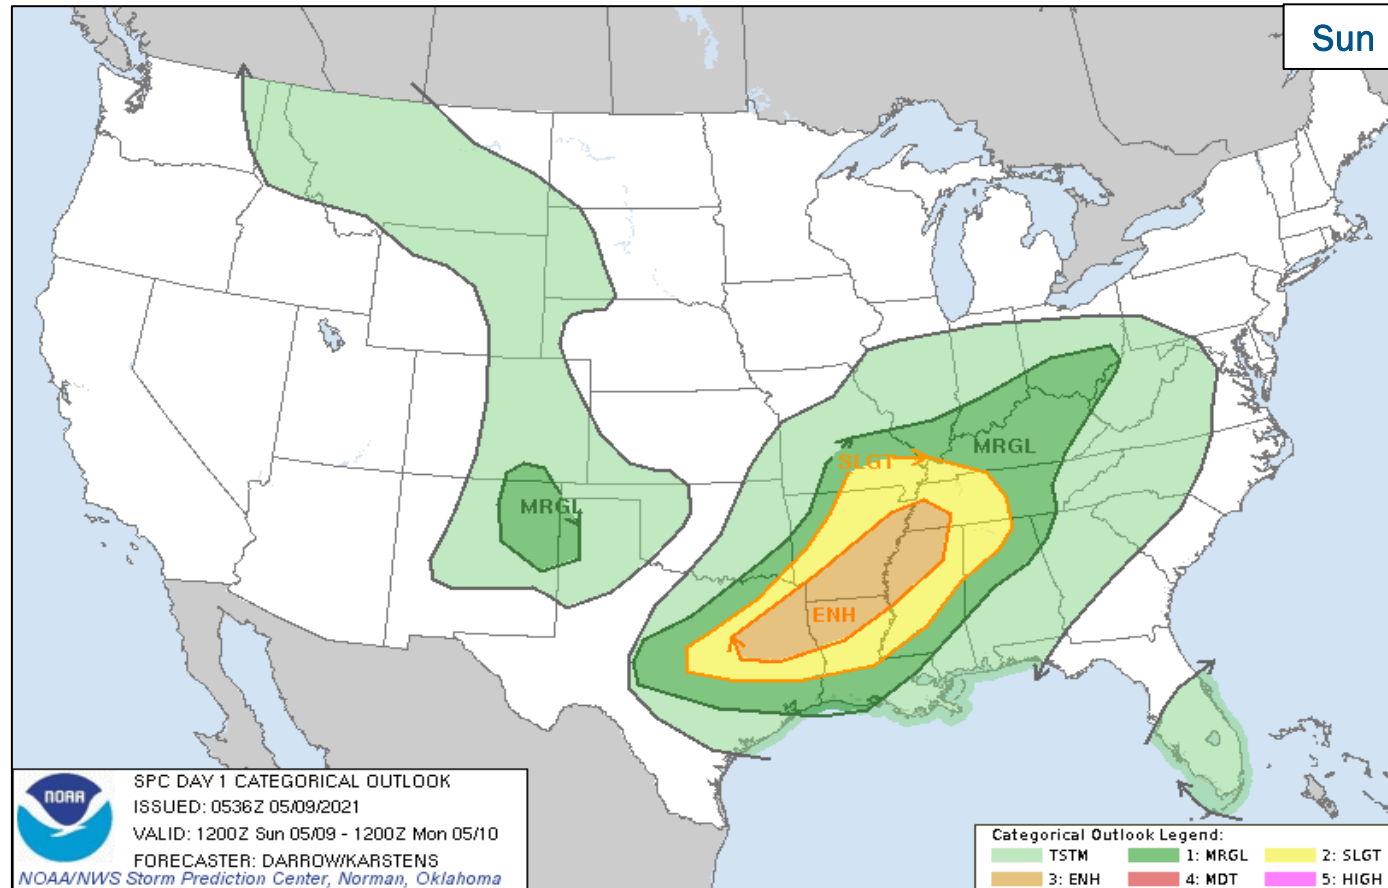 Sun
MRGL
SLGT
MRGL
ENH
NOAA
SPC DAY 1 CATEGORICAL OUTLOOK
ISSUED: 0536Z 05/09/2021
VALID: 1200Z Sun 05/09 - 1200Z Mon 05/10
FORECASTER: DARROW/KARSTENS
NOAA/NWS Storm Prediction Center, Norman, Oklahoma
Categorical Outlook Legend:
TSTM 1: MRGL 2: SLGT
3: ENH 4: MDT 5: HIGH